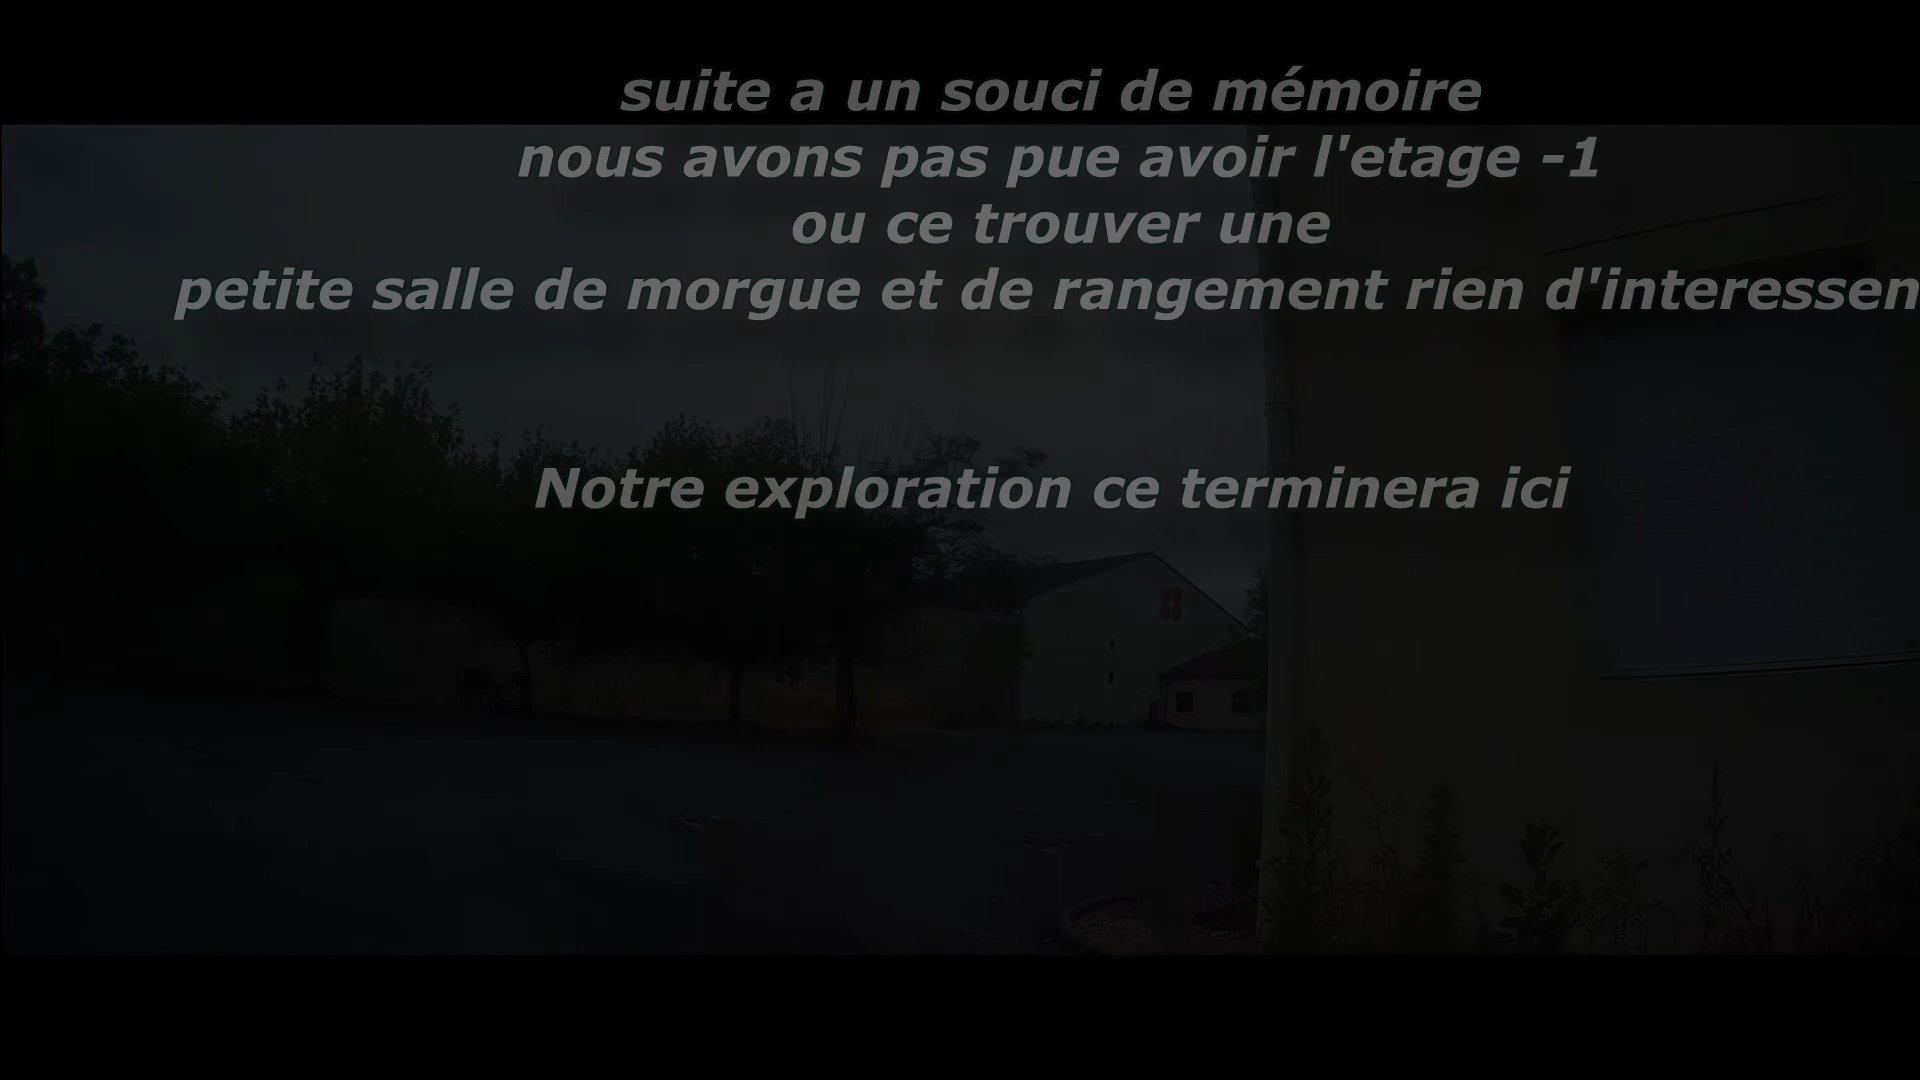 suite a un souci de mémoire
nous avons pas pue avoir l'etage -1
ou ce trouver une
petite salle de morgue et de rangement rien d'interessen
Notre exploration ce terminera ici